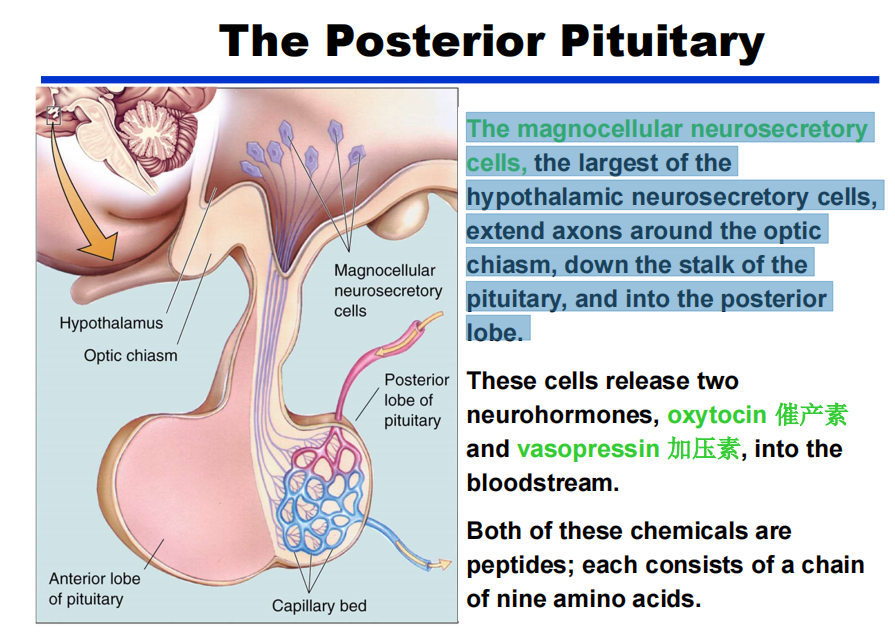 The Posterior Pituitary
Magnocellular
neurosecretory
cells
Hypothalamus
Optic chiasm
Posterior
lobe of
pituitary
Anterior lobe
of pituitary
Capillary bed
The magnocellular neurosecretory
cells, the largest of the
hypothalamic neurosecretory cells,
extend axons around the optic
chiasm, down the stalk of the
pituitary, and into the posterior
lobe.
These cells release two
neurohormones, oxytocin 催产素
and vasopressin 加压素, into the
bloodstream.
Both of these chemicals are
peptides; each consists of a chain
of nine amino acids.